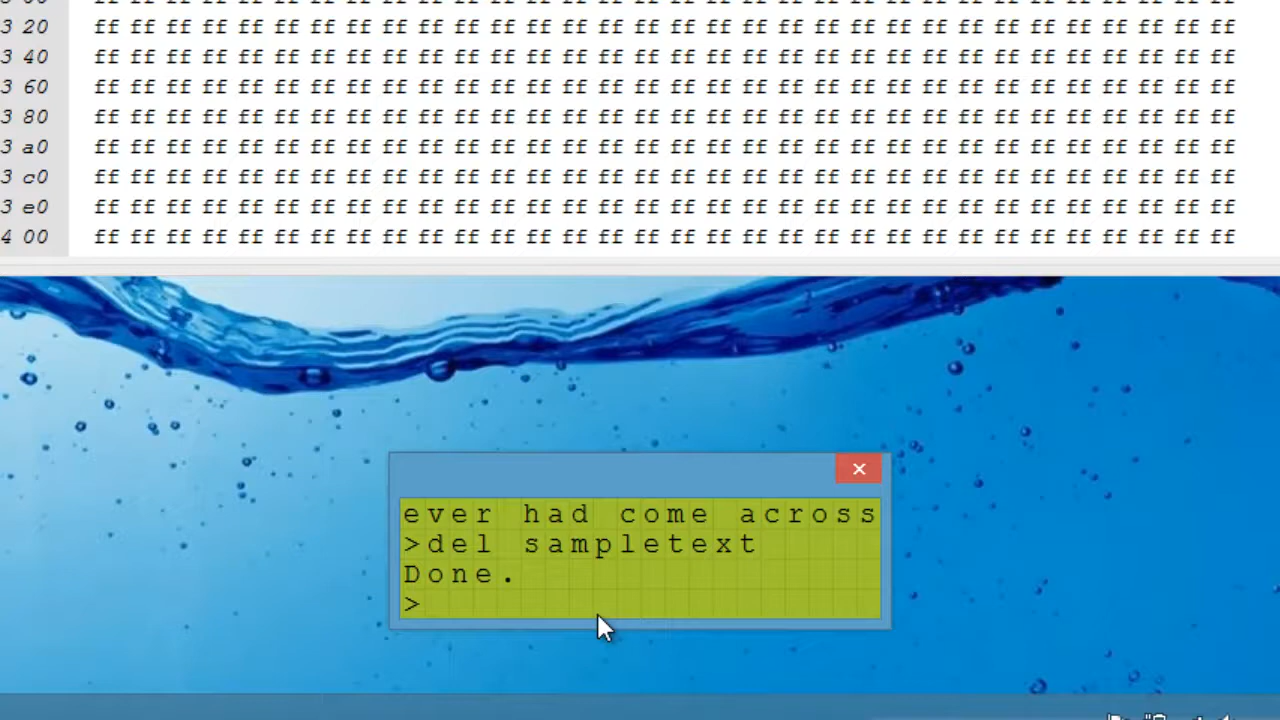 3 20 ff ff ff ff ff ff ff ff ff ff ff ff ff ff ff ff ff ff ff ff ff ff ff ff ff ff ff ff ff ff ff ff
3 40 ff ff ff ff ff ff ff ff ff ff ff ff ff ff ff ff ff ff ff ff ff ff ff ff ff ff ff ff ff ff ff ff
3 60 ff ff ff ff ff ff ff ff ff ff ff ff ff ff ff ff ff ff ff ff ff ff ff ff ff ff ff ff ff ff ff ff
3 80 ff ff ff ff ff ff ff ff ff ff ff ff ff ff ff ff ff ff ff ff ff ff ff ff ff ff ff ff ff ff ff ff
3 a0 ff ff ff ff ff ff ff ff ff ff ff ff ff ff ff ff ff ff ff ff ff ff ff ff ff ff ff ff ff ff ff ff
3 c0 ff ff ff ff ff ff ff ff ff ff ff ff ff ff ff ff ff ff ff ff ff ff ff ff ff ff ff ff ff ff ff ff
3 e0 ff ff ff ff ff ff ff ff ff ff ff ff ff ff ff ff ff ff ff ff ff ff ff ff ff ff ff ff ff ff ff ff
4 00 ff ff ff ff ff ff ff ff ff ff ff ff ff ff ff ff ff ff ff ff ff ff ff ff ff ff ff ff ff ff ff ff
ever had come across
>del sampletext
Done.
>